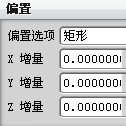 偏置
偏置选项 矩形
X 增量 0.000000
Y 增量 0.000000
Z 增量 0.000000